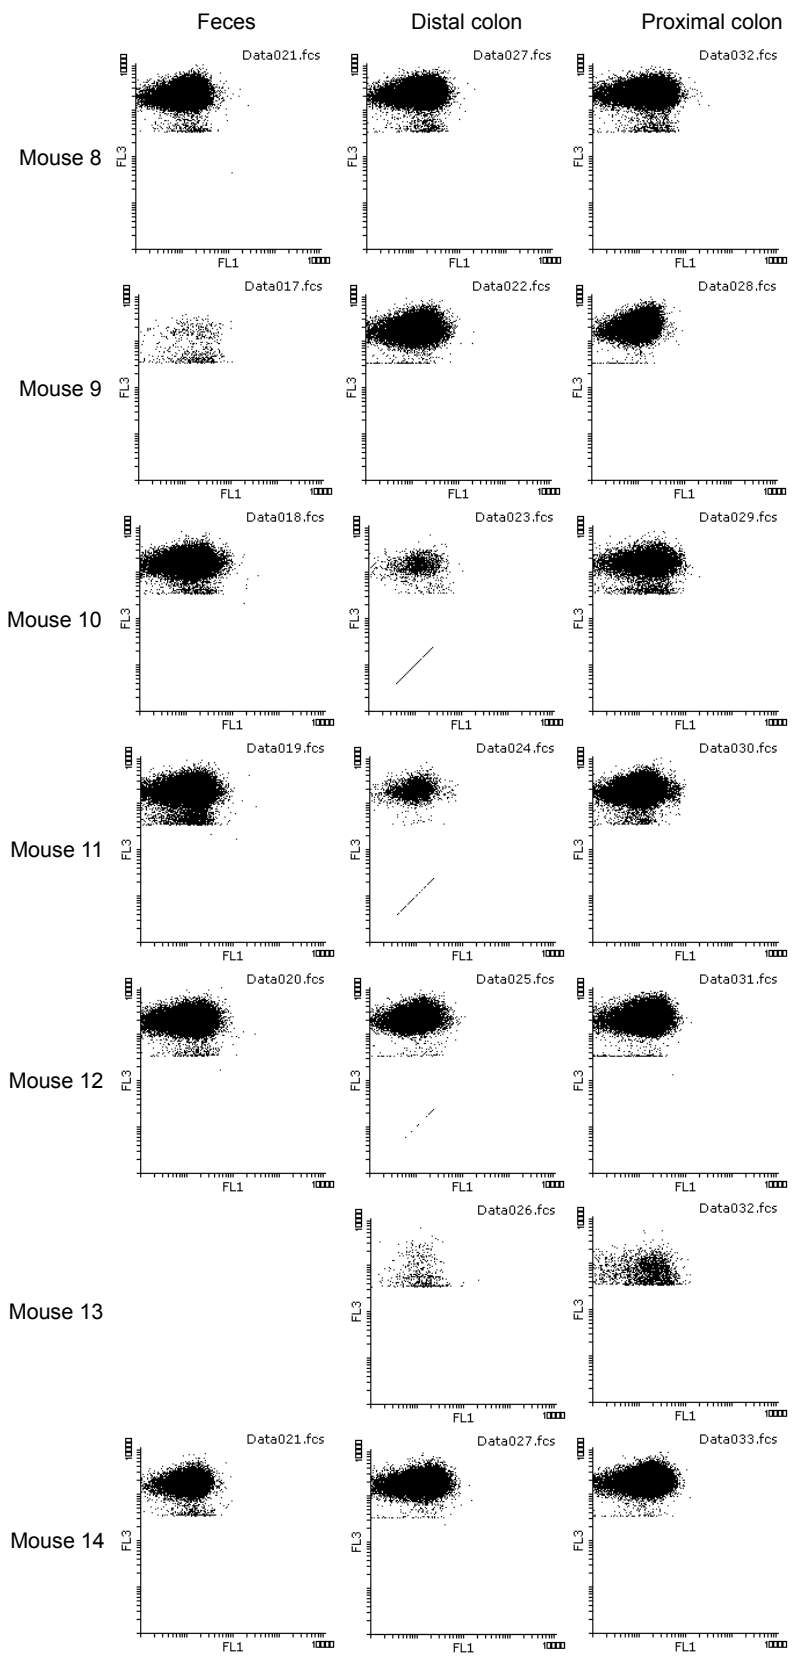 Feces Distal colon Proximal colon
Data021.fcs Data027.fcs Data032.fcs
Mouse 8
FL3 FL3 FL3
FL1 FL1 FL1
Data017.fcs Data022.fcs Data028.fcs
Mouse 9
FL3 FL3 FL3
FL1 FL1 FL1
Data018.fcs Data023.fcs Data029.fcs
Mouse 10
FL3 FL3 FL3
FL1 FL1 FL1
Data019.fcs Data024.fcs Data030.fcs
Mouse 11
FL3 FL3 FL3
FL1 FL1 FL1
Data020.fcs Data025.fcs Data031.fcs
Mouse 12
FL3 FL3 FL3
FL1 FL1 FL1
Data026.fcs Data032.fcs
Mouse 13
FL3 FL3
FL1 FL1
Data021.fcs Data027.fcs Data033.fcs
Mouse 14
FL3 FL3 FL3
FL1 FL1 FL1